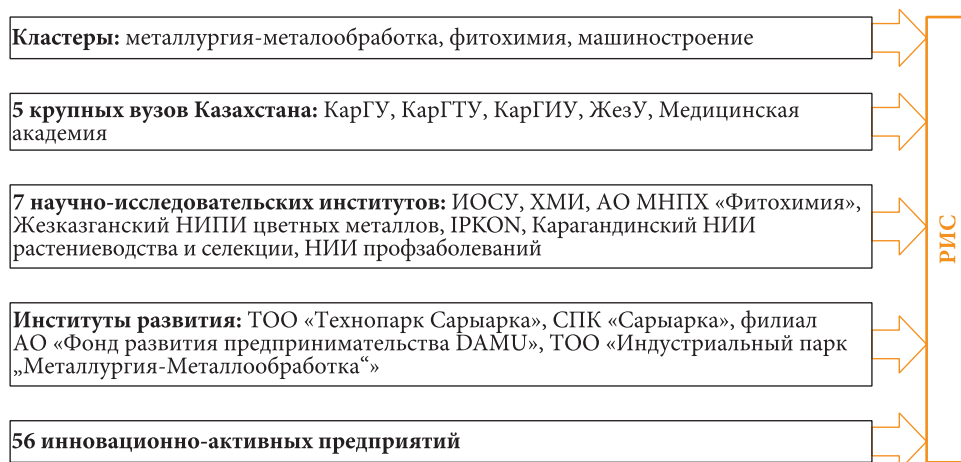 Кластеры: металлургия-металообработка, фитохимия, машиностроение
5 крупных вузов Казахстана: КарГУ, КарГТУ, КарГИУ, ЖезУ, Медицинская
академия
7 научно-исследовательских институтов: ИОСУ, ХМИ, АО МНПХ «Фитохимия»,
Жезказганский НИПИ цветных металлов, IPKON, Карагандинский НИИ
растениеводства и селекции, НИИ профзаболеваний
Институты развития: ТОО «Технопарк Сарыарка», СПК «Сарыарка», филиал
АО «Фонд развития предпринимательства DAMU», ТОО «Индустриальный парк
„Металлургия-Металлообработка“»
56 инновационно-активных предприятий
РИС